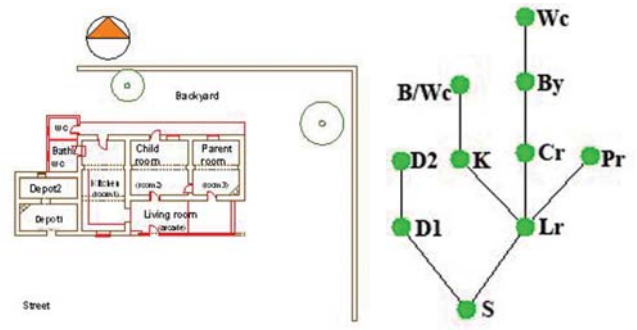 Backyard
wc
Bath/
wc
Child
room
Parent
room
Depot2
Kitchen
(room1)
(room2)
(room3)
Depot1
Living room
(arcade)
Street
Wc
B/Wc
By
D2
K
Cr
Pr
D1
Lr
S